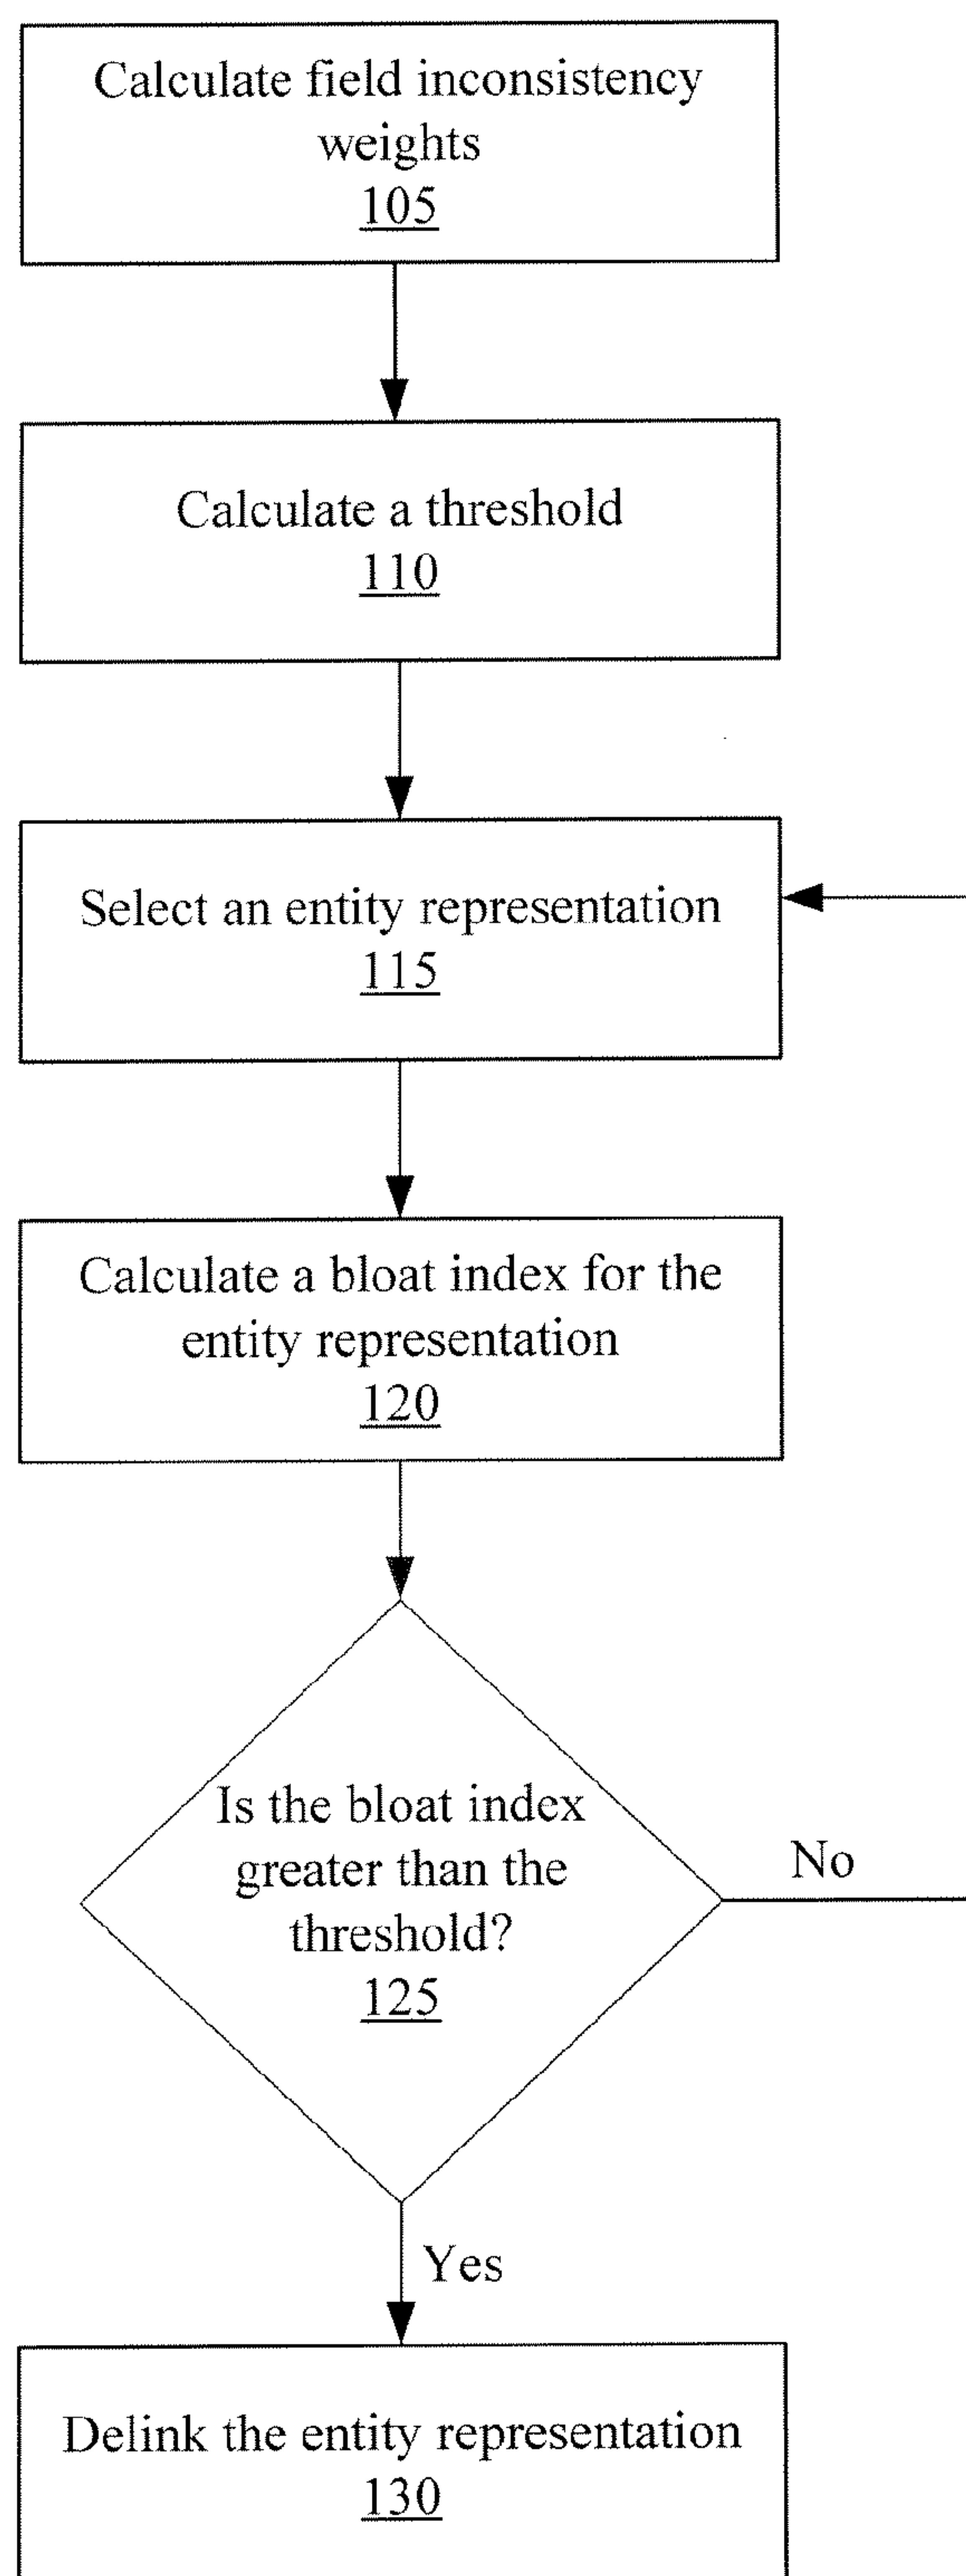 Calculate field inconsistency
weights
105
Calculate a threshold
110
Select an entity representation
115
Calculate a bloat index for the
entity representation
120
Is the bloat index
greater than the
threshold?
125
No
Yes
Delink the entity representation
130